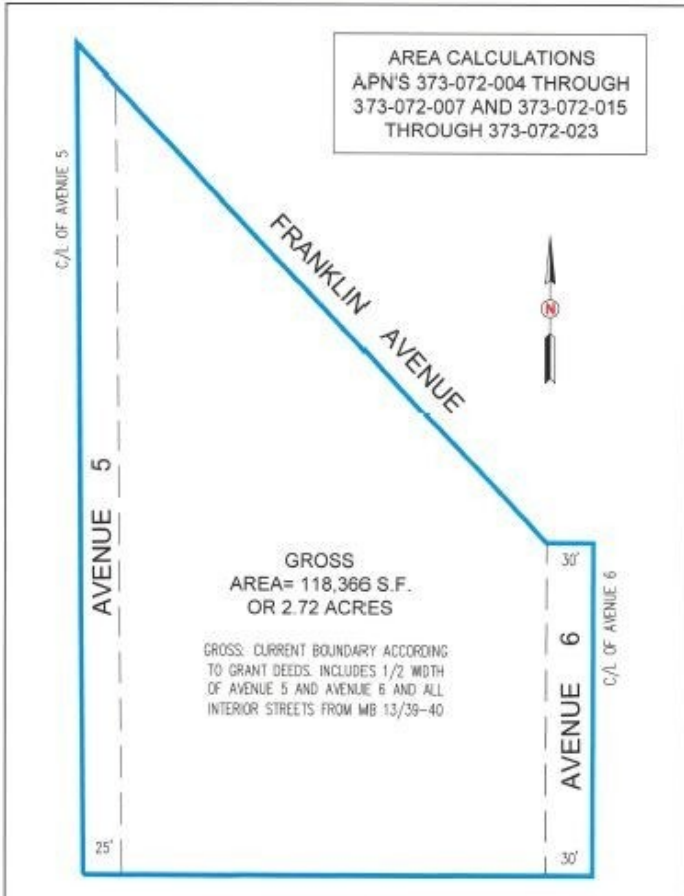 AREA CALCULATIONS
APN'S 373-072-004 THROUGH
373-072-007 AND 373-072-015
THROUGH 373-072-023
C/L OF AVENUE 5
FRANKLIN AVENUE
N
AVENUE 5
GROSS
AREA= 118,366 S.F.
OR 2.72 ACRES
GROSS: CURRENT BOUNDARY ACCORDING
TO GRANT DEEDS. INCLUDES 1/2 WIDTH
OF AVENUE 5 AND AVENUE 6 AND ALL
INTERIOR STREETS FROM MB 13/39-40
30'
C/L OF AVENUE 6
AVENUE 6
25'
30'